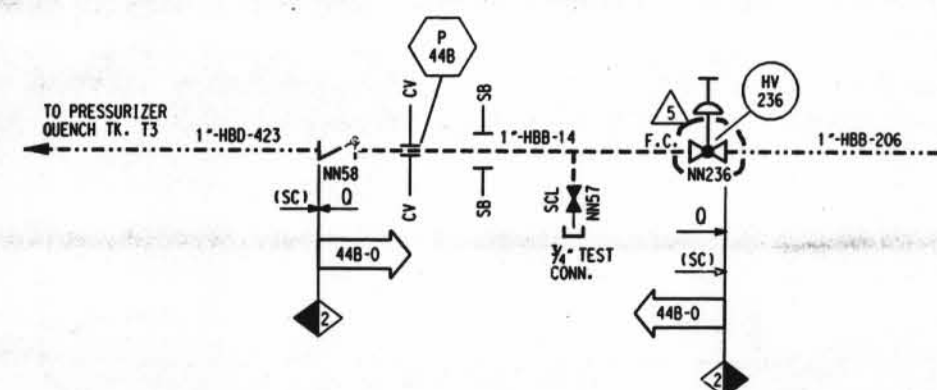 P
44B
HV
236
5
CV
SB
TO PRESSURIZER
QUENCH TK. T3
1"-HBD-423
1"-HBB-14
F.C.
1"-HBB-206
NN58
NN236
CV
SB
SCL
NN57
(SC)
Q
3/4" TEST
CONN.
Q
(SC)
44B-0
44B-0
2
2